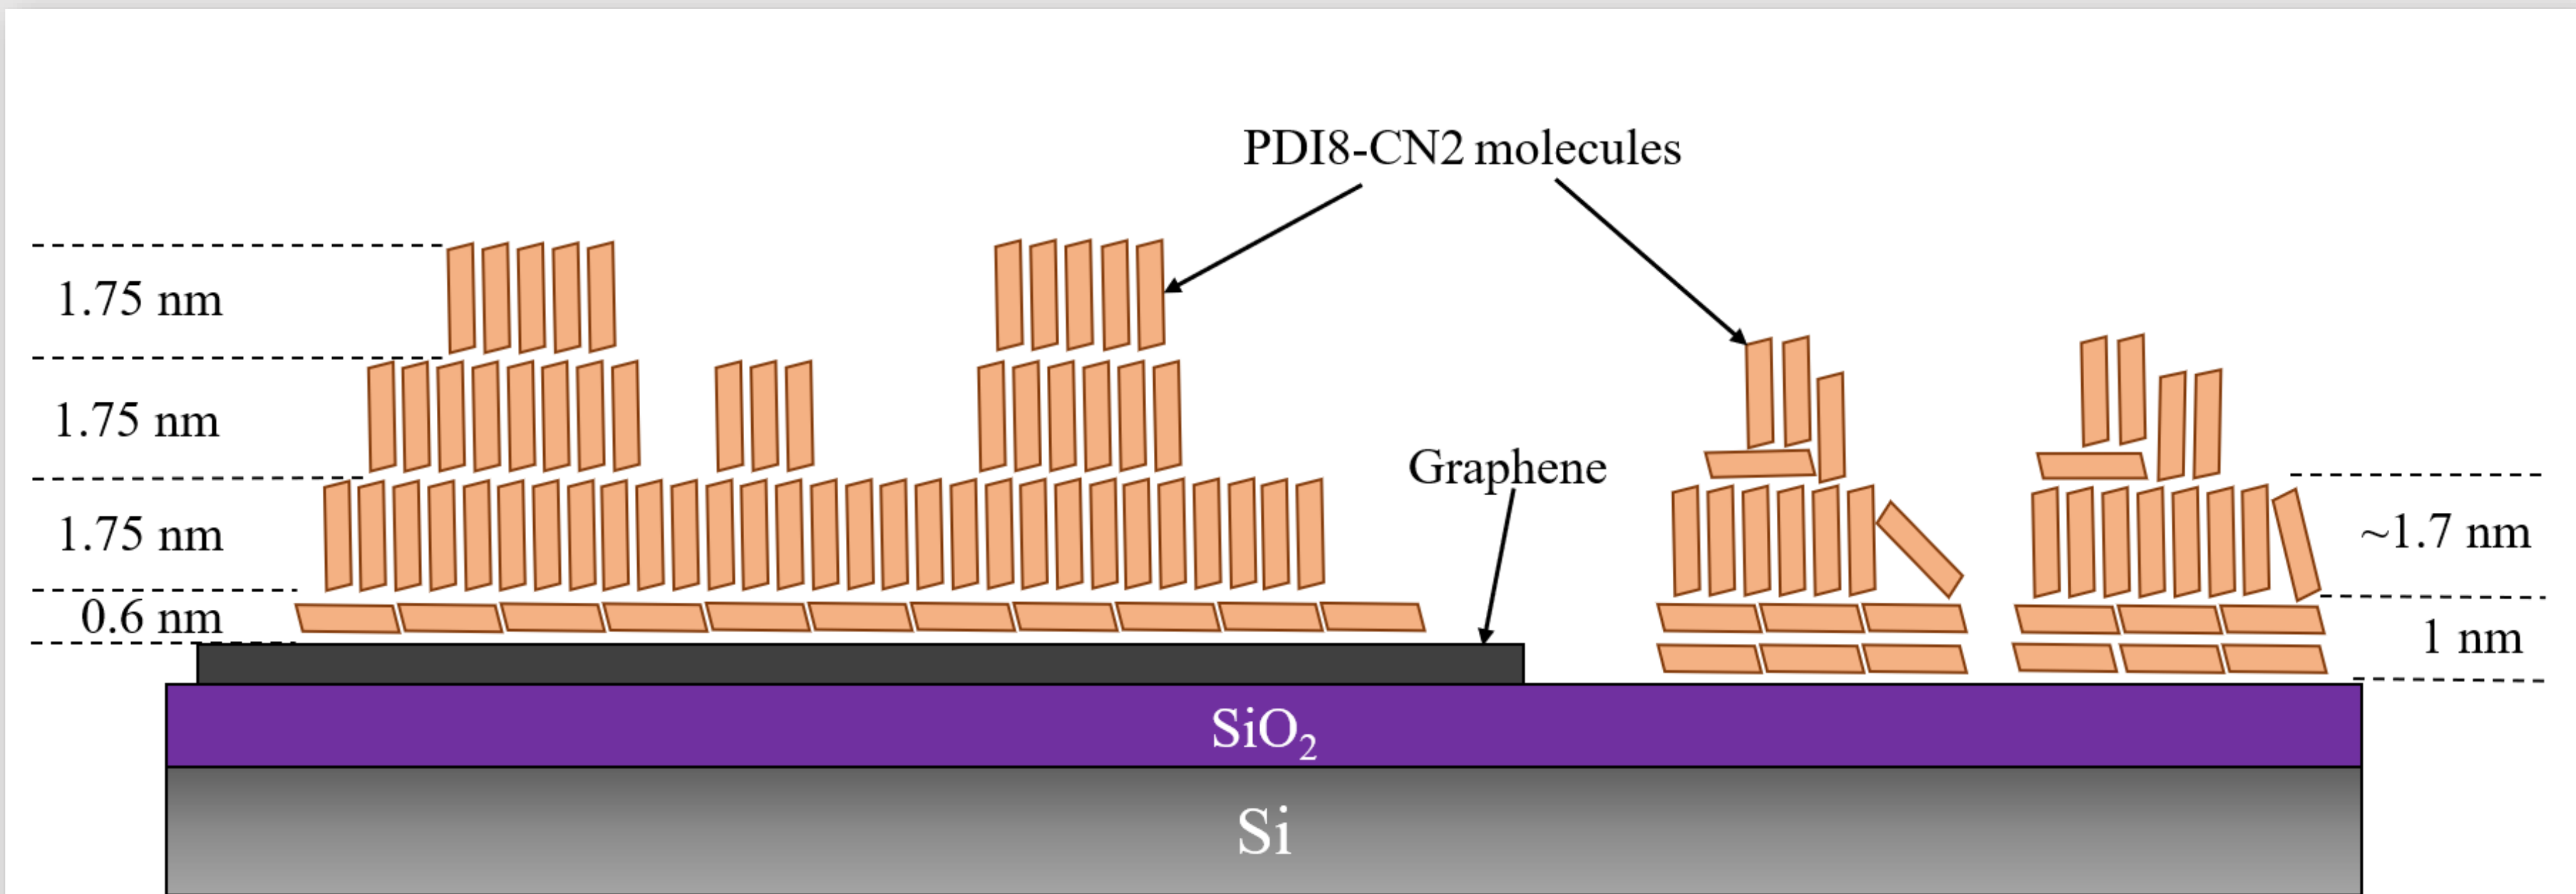 PDI8-CN2 molecules
1.75 nm
1.75 nm
Graphene
1.75 nm
~1.7 nm
0.6 nm
1 nm
SiO₂
Si